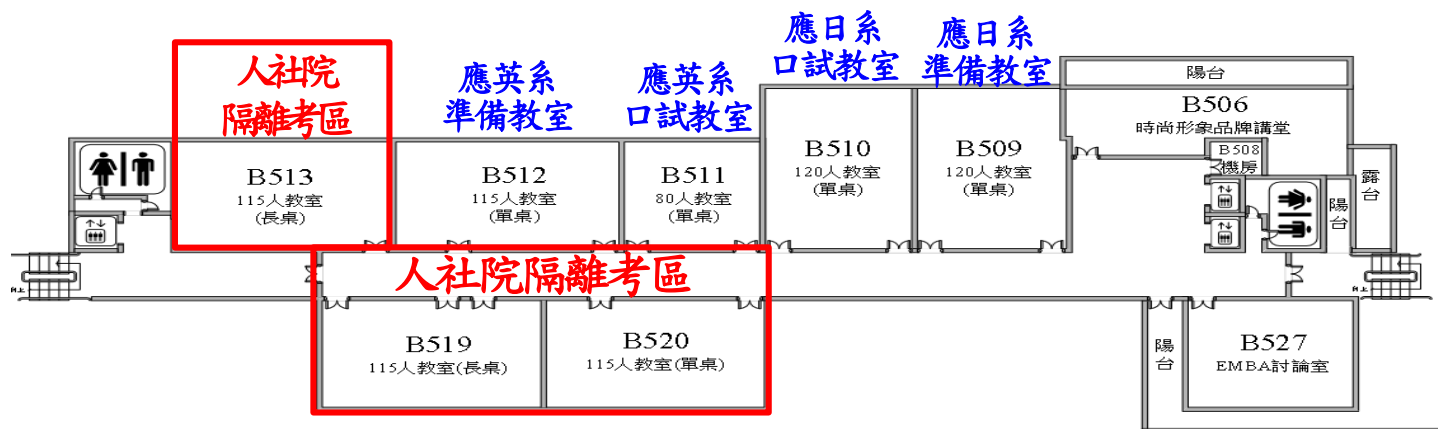 人社院
隔離考區
應英系
準備教室
應英系
口試教室
應日系
口試教室
應日系
準備教室
陽台
B506
時尚形象品牌講堂
B508
機房
露台
陽台
B513
115人教室
(長桌)
B512
115人教室
(單桌)
B511
80人教室
(單桌)
B510
120人教室
(單桌)
B509
120人教室
(單桌)
人社院隔離考區
向上
向上
B519
115人教室(長桌)
B520
115人教室(單桌)
陽台
B527
EMBA討論室